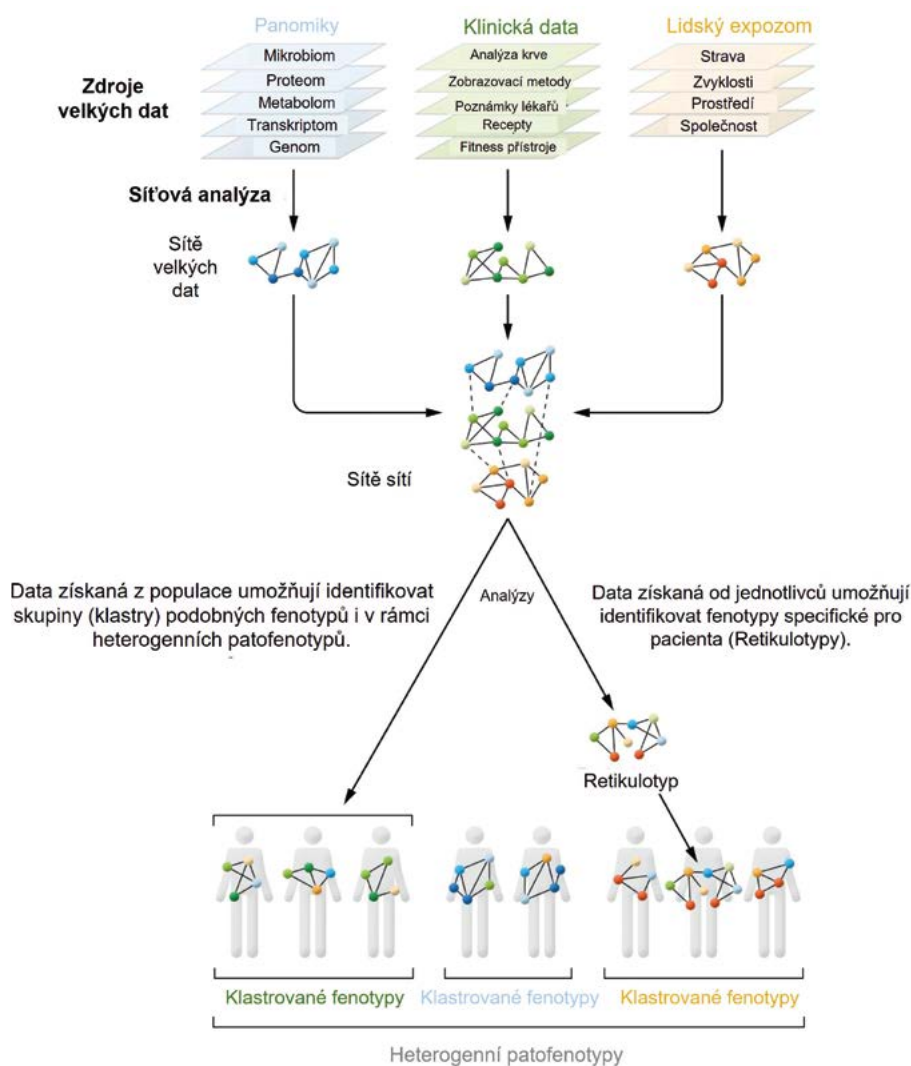 Panomiky
Klinická data
Lidský expozom
Zdroje
velkých dat
Mikrobiom
Proteom
Metabolom
Transkriptom
Genom
Analýza krve
Zobrazovací metody
Poznámky lékařů
Recepty
Fitness přístroje
Strava
Zvyklosti
Prostředí
Společnost
Síťová analýza
Sítě
velkých
dat
Sítě sítí
Data získaná z populace umožňují identifikovat
skupiny (klastry) podobných fenotypů i v rámci
heterogenních patofenotypů.
Analýzy
Data získaná od jednotlivců umožňují
identifikovat fenotypy specifické pro
pacienta (Retikulotypy).
Retikulotyp
Klastrované fenotypy
Klastrované fenotypy
Klastrované fenotypy
Heterogenní patofenotypy